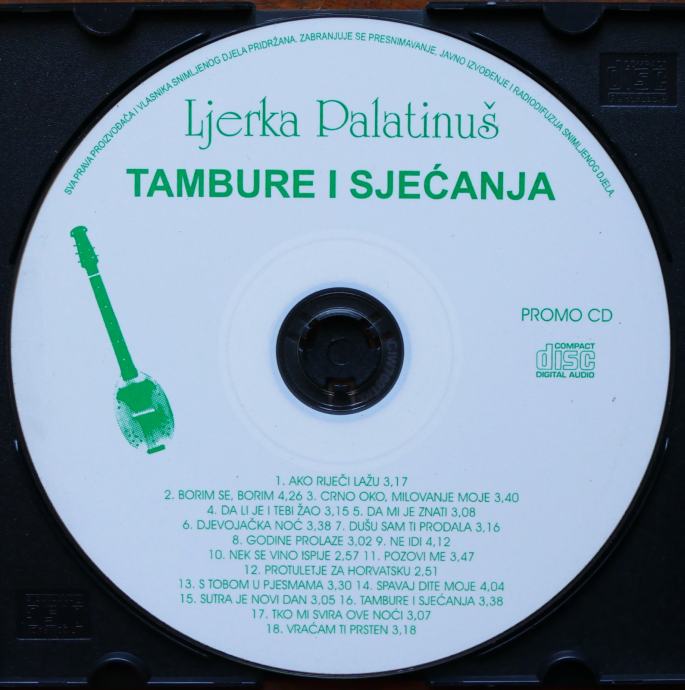 SVA PRAVA PROIZVOĐAČA I VLASNIKA SNIMLJENOG DJELA PRIDRŽANA. ZABRANJUJE SE PRESNIMAVANJE, JAVNO IZVOĐENJE I RADIODIFUZIJA SNIMLJENOG DJELA.
Ljerka Palatinuš
TAMBURE I SJEĆANJA
PROMO CD
COMPACT
disc
DIGITAL AUDIO
1. AKO RIJEČI LAŽU 3,17
2. BORIM SE, BORIM 4,26 3. CRNO OKO, MILOVANJE MOJE 3,40
4. DA LI JE I TEBI ŽAO 3,15 5. DA MI JE ZNATI 3,08
6. DJEVOJAČKA NOĆ 3,38 7. DUŠU SAM TI PRODALA 3,16
8. GODINE PROLAZE 3,02 9. NE IDI 4,12
10. NEK SE VINO ISPIJE 2,57 11. POZOVI ME 3,47
12. PROTULETJE ZA HORVATSKU 2,51
13. S TOBOM U PJESMAMA 3,30 14. SPAVAJ DITE MOJE 4,04
15. SUTRA JE NOVI DAN 3,05 16. TAMBURE I SJEĆANJA 3,38
17. TKO MI SVIRA OVE NOĆI 3,07
18. VRAĆAM TI PRSTEN 3,18